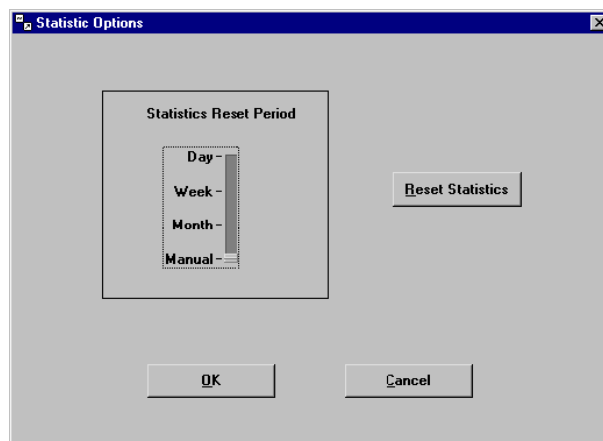 Statistic Options
Statistics Reset Period
Day
Week
Month
Manual
Reset Statistics
OK
Cancel